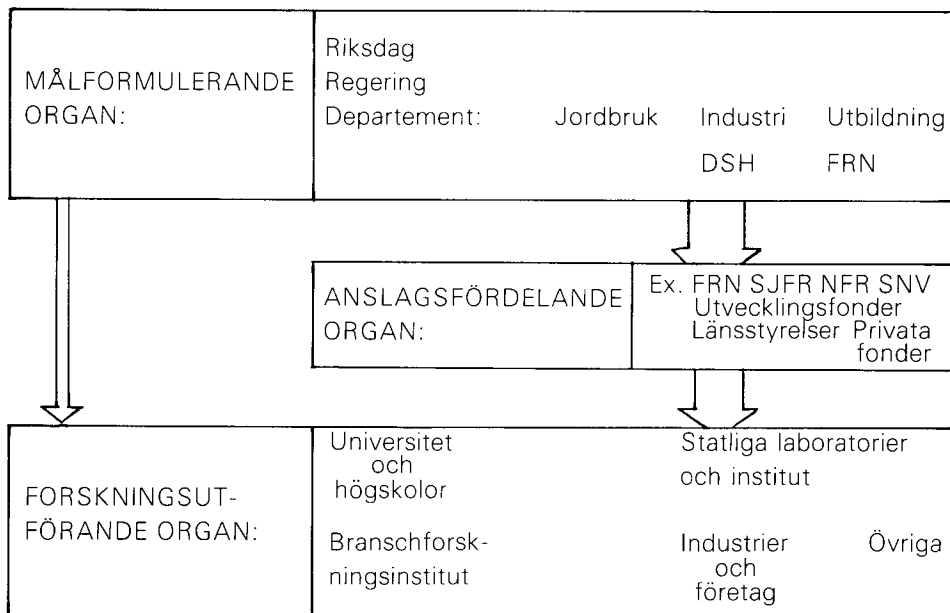 MÅLFORMULERANDE
ORGAN:
Riksdag
Regering
Departement: Jordbruk Industri Utbildning
DSH FRN
ANSLAGSFÖRDELANDE
ORGAN:
Ex. FRN SJFR NFR SNV
Utvecklingsfonder
Länsstyrelser Privata
fonder
FORSKNINGSUT-
FÖRANDE ORGAN:
Universitet
och
högskolor
Statliga laboratorier
och institut
Branschforsk-
ningsinstitut
Industrier
och
företag
Övriga